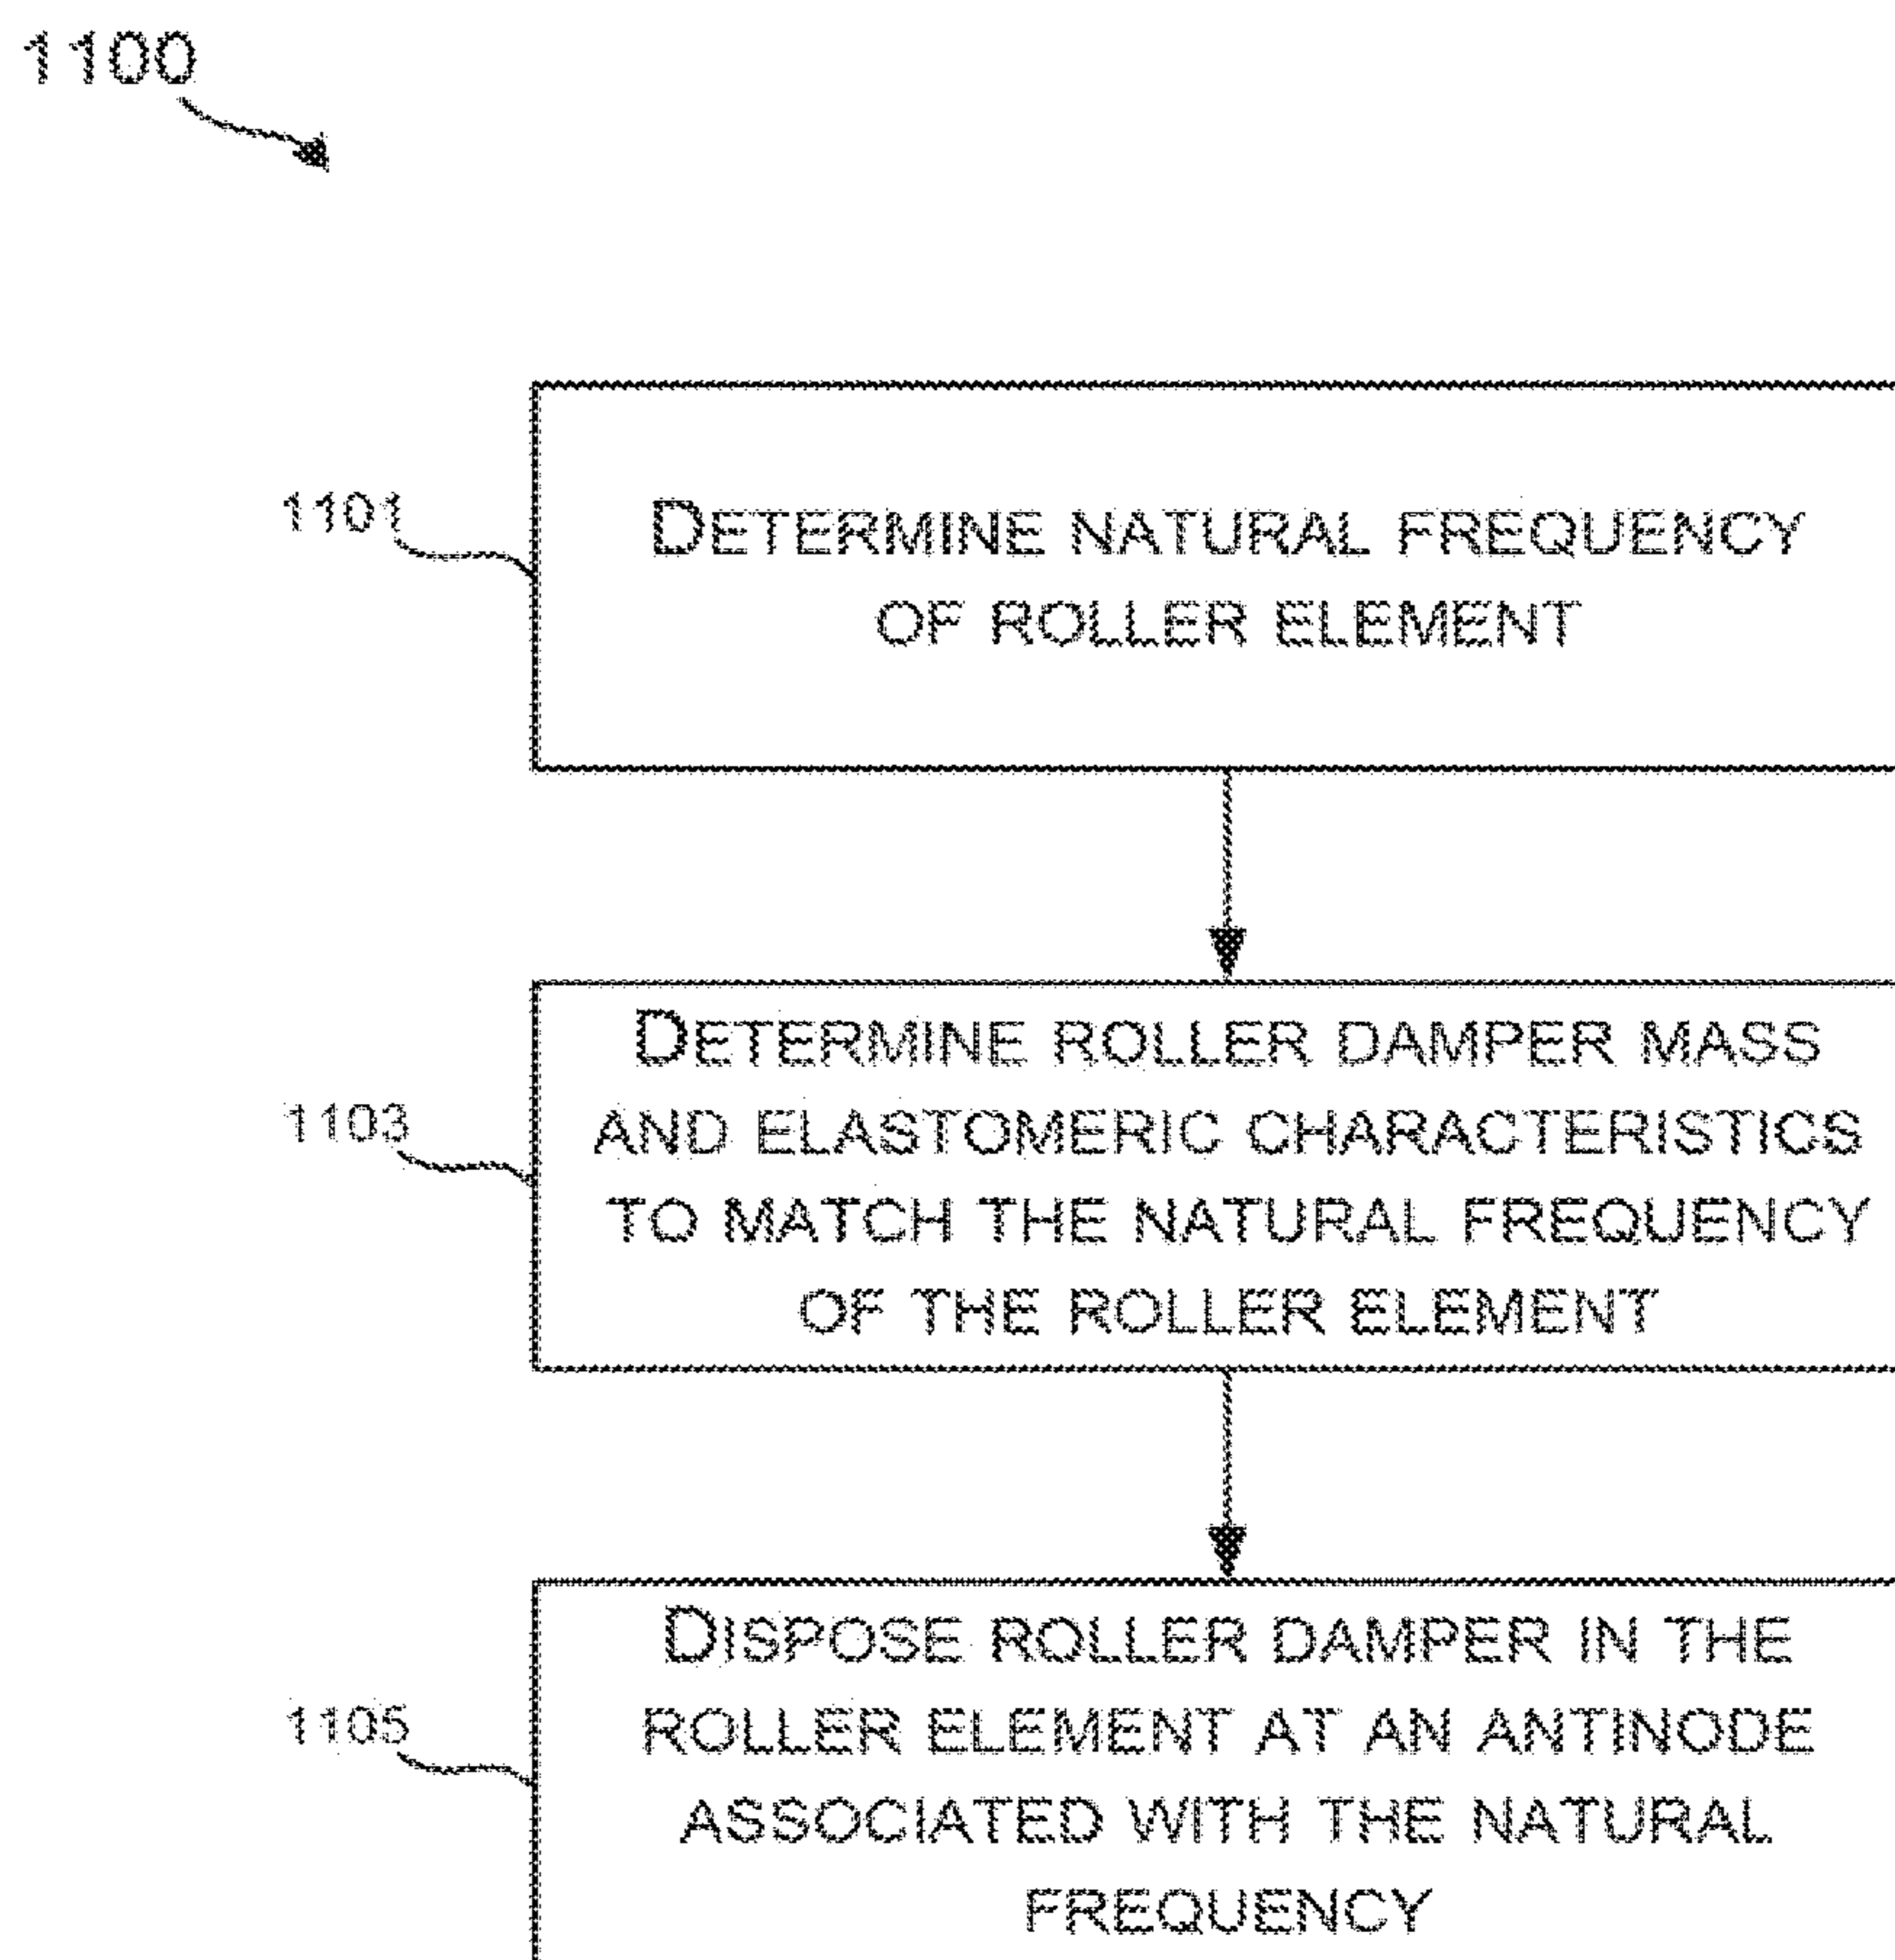 1100
1101
DETERMINE NATURAL FREQUENCY
OF ROLLER ELEMENT
1103
DETERMINE ROLLER DAMPER MASS
AND ELASTOMERIC CHARACTERISTICS
TO MATCH THE NATURAL FREQUENCY
OF THE ROLLER ELEMENT
1105
DISPOSE ROLLER DAMPER IN THE
ROLLER ELEMENT AT AN ANTINODE
ASSOCIATED WITH THE NATURAL
FREQUENCY